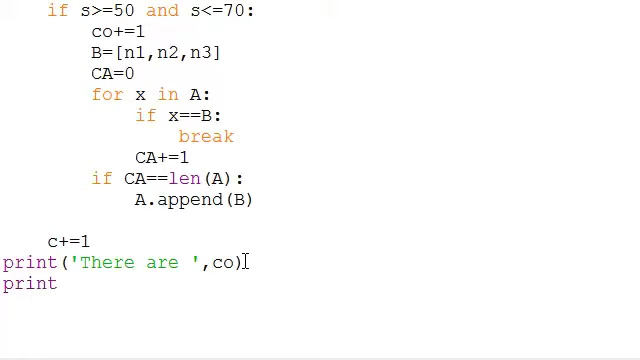 if s>=50 and s<=70:
co+=1
B=[n1,n2,n3]
CA=0
for x in A:
if x==B:
break
CA+=1
if CA==len(A):
A.append(B)
c+=1
print('There are ',co)
print